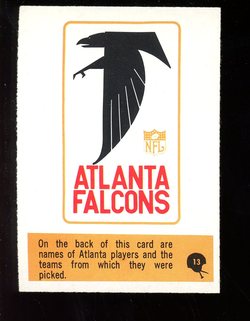 NFL
ATLANTA
FALCONS
On the back of this card are
names of Atlanta players and the
teams from which they were
picked.
13